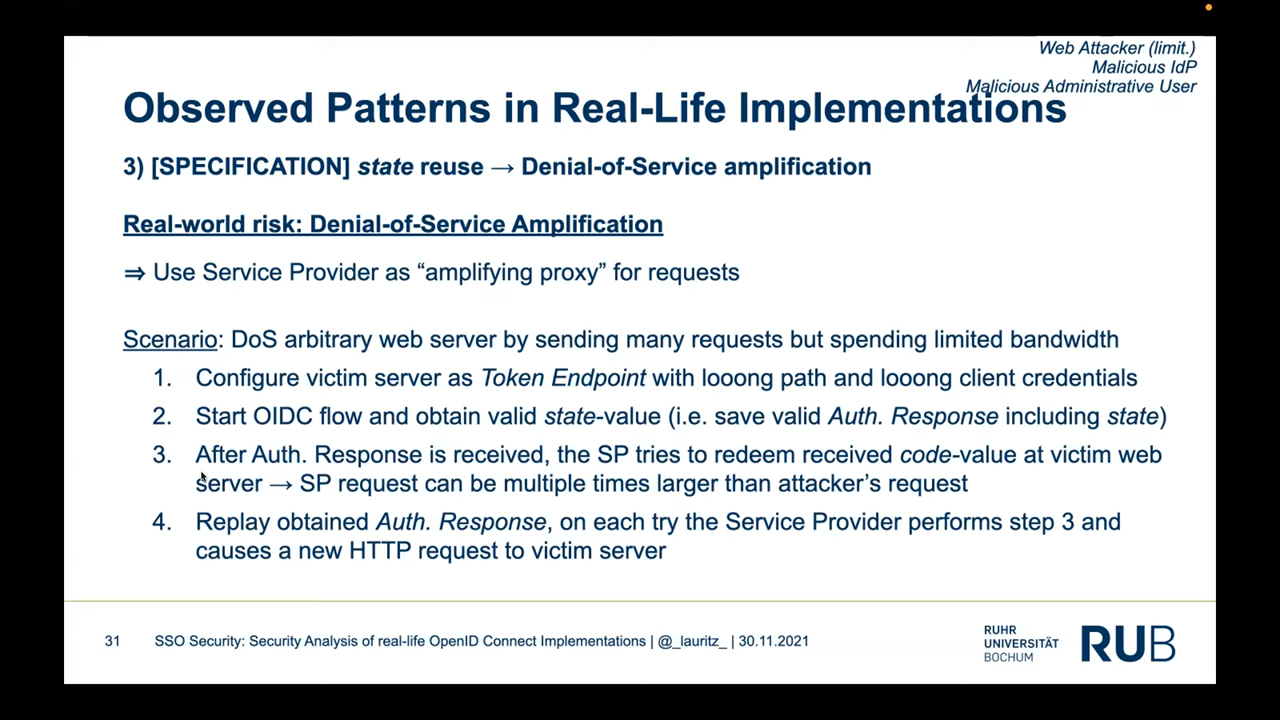 Web Attacker (limit.)
Malicious IdP
Malicious Administrative User
Observed Patterns in Real-Life Implementations
3) [SPECIFICATION] state reuse → Denial-of-Service amplification
Real-world risk: Denial-of-Service Amplification
⇒ Use Service Provider as “amplifying proxy” for requests
Scenario: DoS arbitrary web server by sending many requests but spending limited bandwidth
1. Configure victim server as Token Endpoint with looong path and looong client credentials
2. Start OIDC flow and obtain valid state-value (i.e. save valid Auth. Response including state)
3. After Auth. Response is received, the SP tries to redeem received code-value at victim web
server → SP request can be multiple times larger than attacker’s request
4. Replay obtained Auth. Response, on each try the Service Provider performs step 3 and
causes a new HTTP request to victim server
31 SSO Security: Security Analysis of real-life OpenID Connect Implementations | @_lauritz_ | 30.11.2021
RUHR
UNIVERSITÄT
BOCHUM
RUB